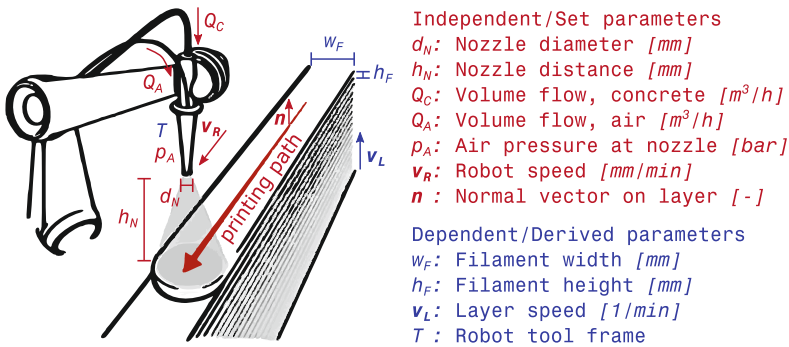 Q_C
Q_A
T
v_R
p_A
d_N
h_N
n
printing path
w_F
h_F
v_L
Independent/Set parameters
d_N: Nozzle diameter [mm]
h_N: Nozzle distance [mm]
Q_C: Volume flow, concrete [m³/h]
Q_A: Volume flow, air [m³/h]
p_A: Air pressure at nozzle [bar]
v_R: Robot speed [mm/min]
n : Normal vector on layer [-]
Dependent/Derived parameters
w_F: Filament width [mm]
h_F: Filament height [mm]
v_L: Layer speed [1/min]
T : Robot tool frame